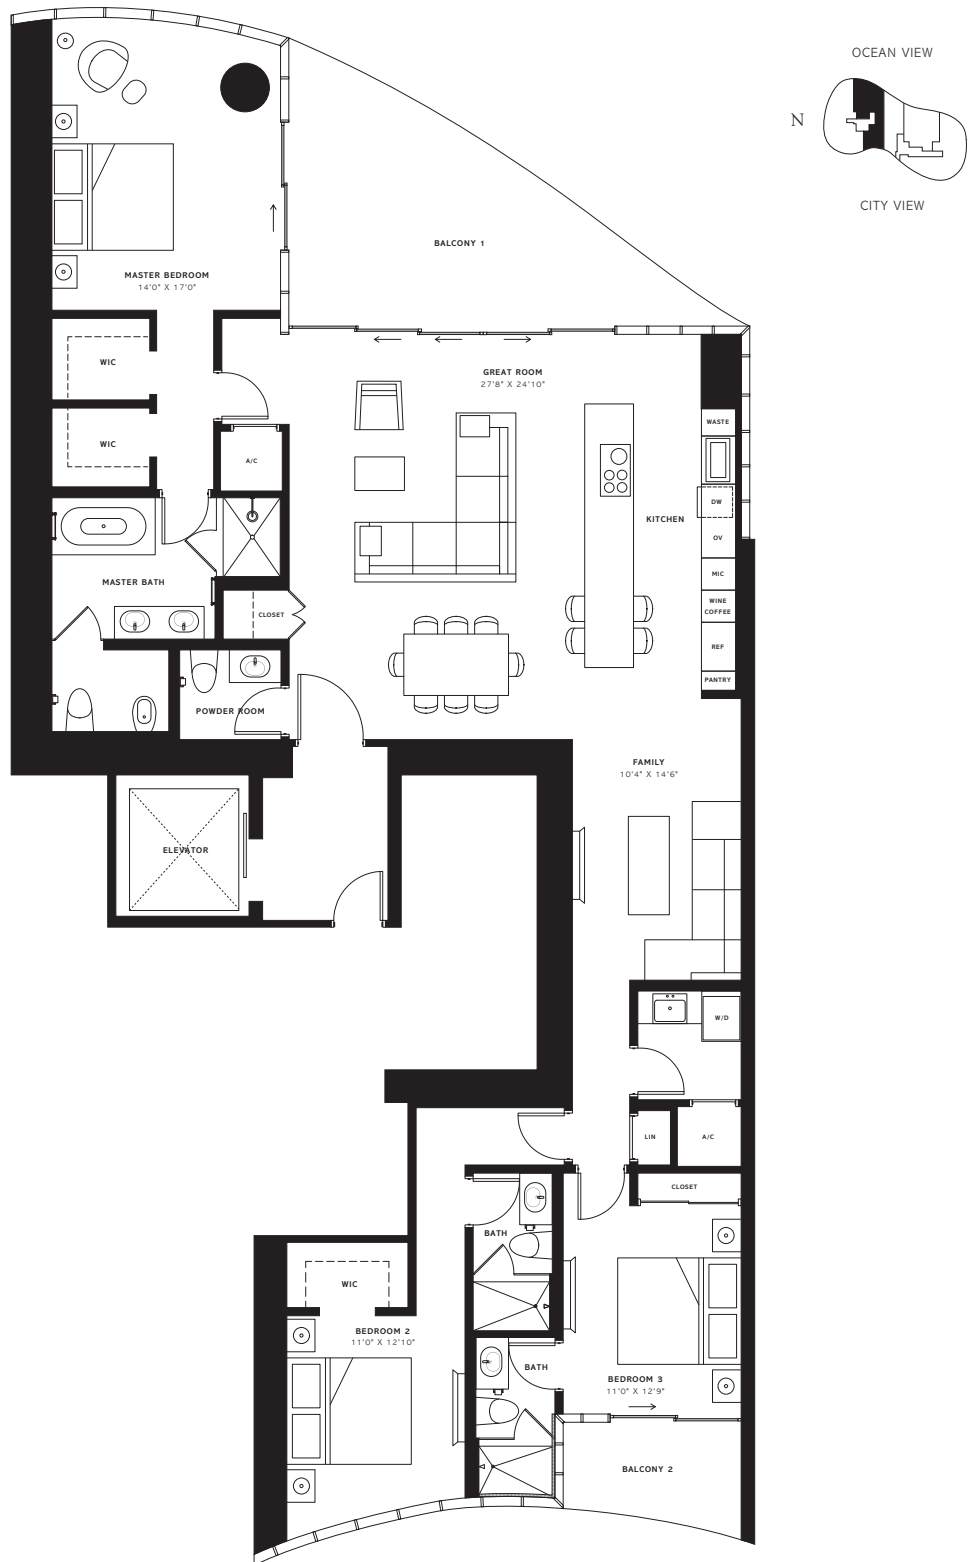 OCEAN VIEW
N
CITY VIEW
BALCONY 1
MASTER BEDROOM
14'0" X 17'0"
WIC
GREAT ROOM
27'8" X 24'10"
WASTE
WIC
A/C
DW
KITCHEN
OV
MIC
MASTER BATH
WINE
COFFEE
CLOSET
REF
PANTRY
POWDER ROOM
FAMILY
10'4" X 14'6"
ELEVATOR
W/D
LIN
A/C
CLOSET
BATH
WIC
BEDROOM 2
11'0" X 12'10"
BATH
BEDROOM 3
11'0" X 12'9"
BALCONY 2